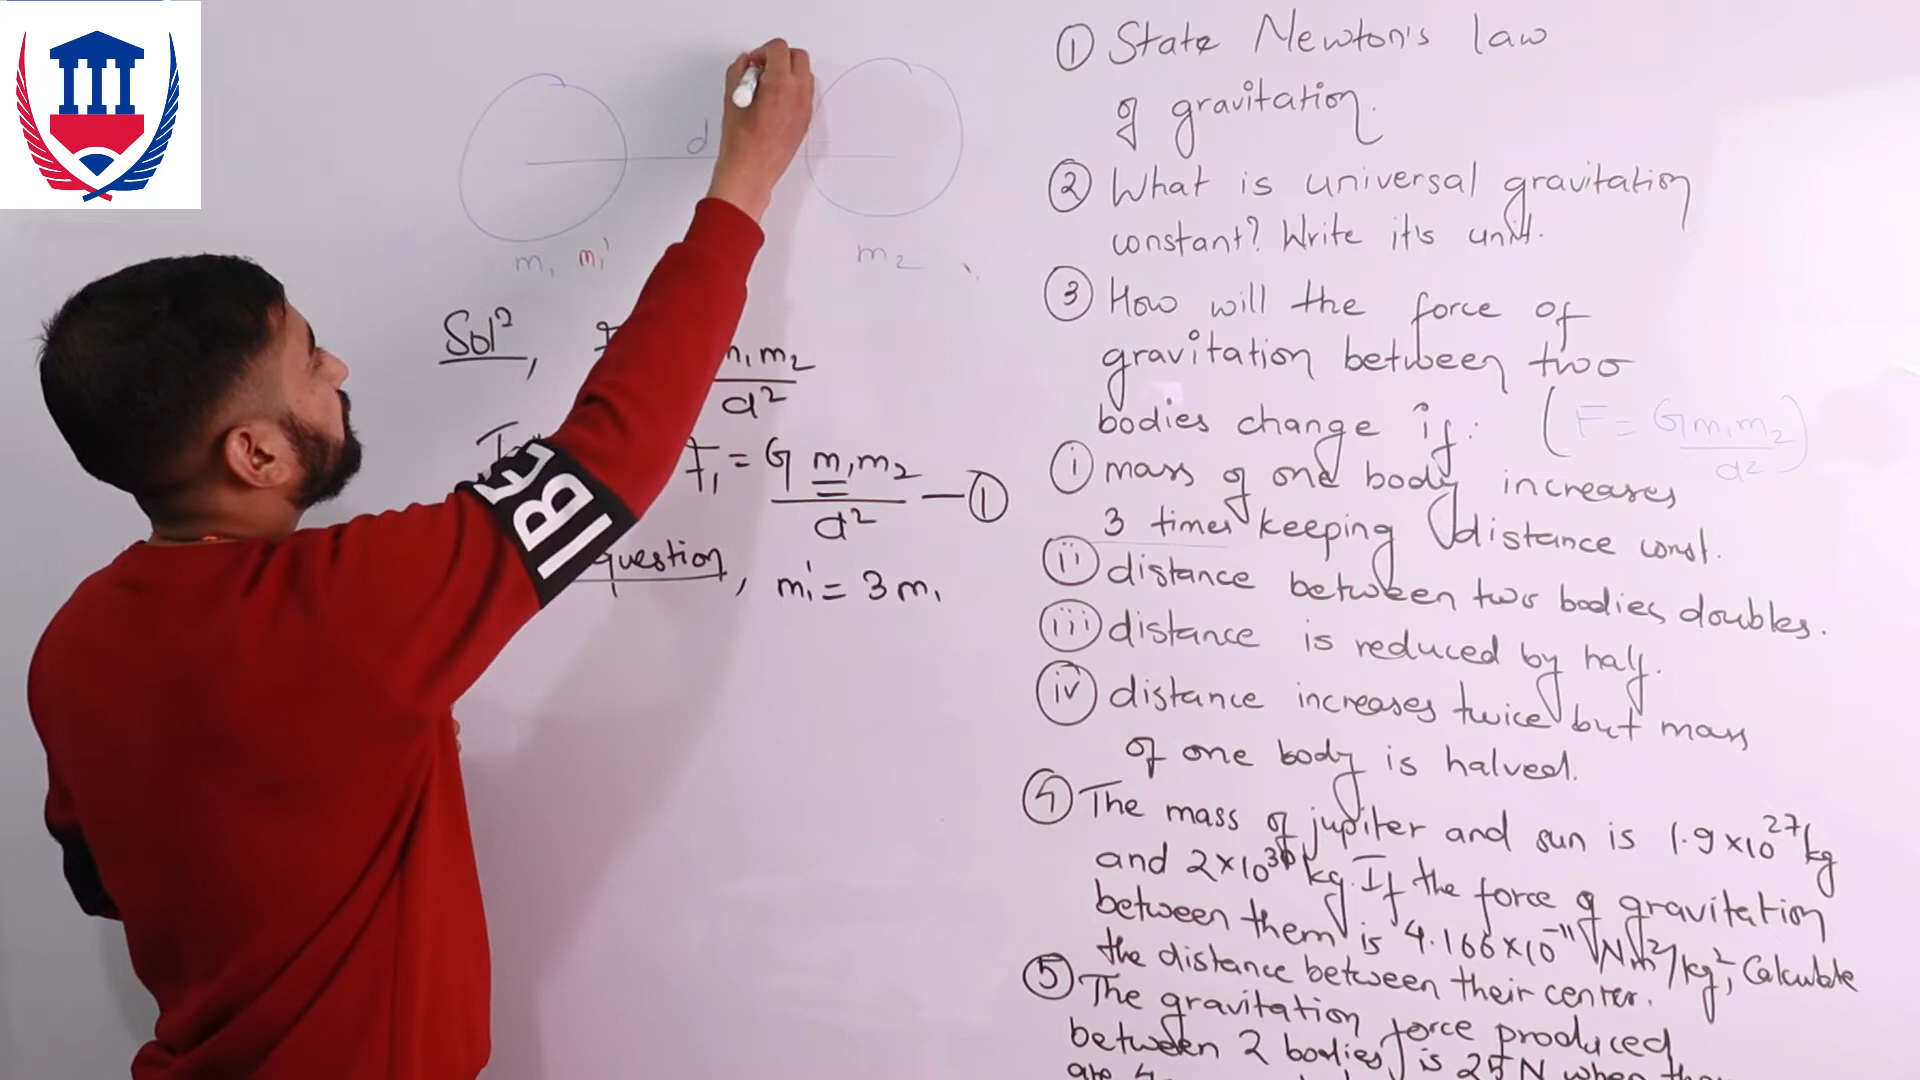 d
m₁ m₁'
m₂
Sol²,
m₁m₂
d²
F₁ = G m₁m₂ — ①
d²
question, m₁' = 3m₁
IBE
① State Newton's law
of gravitation.
② What is universal gravitation
constant? Write it's unit.
③ How will the force of
gravitation between two
bodies change if: (F = Gm₁m₂
d²)
ⓘ mass of one body increases
3 times keeping distance const.
ii distance between two bodies doubles.
iii distance is reduced by half.
iv distance increases twice but mass
of one body is halved.
④ The mass of jupiter and sun is 1.9×10²⁷kg
and 2×10³⁰ kg. If the force of gravitation
between them is 4.166×10⁻¹¹ Nm²/kg², Calculate
the distance between their center.
⑤ The gravitation force produced
between 2 bodies is 25 N when
are